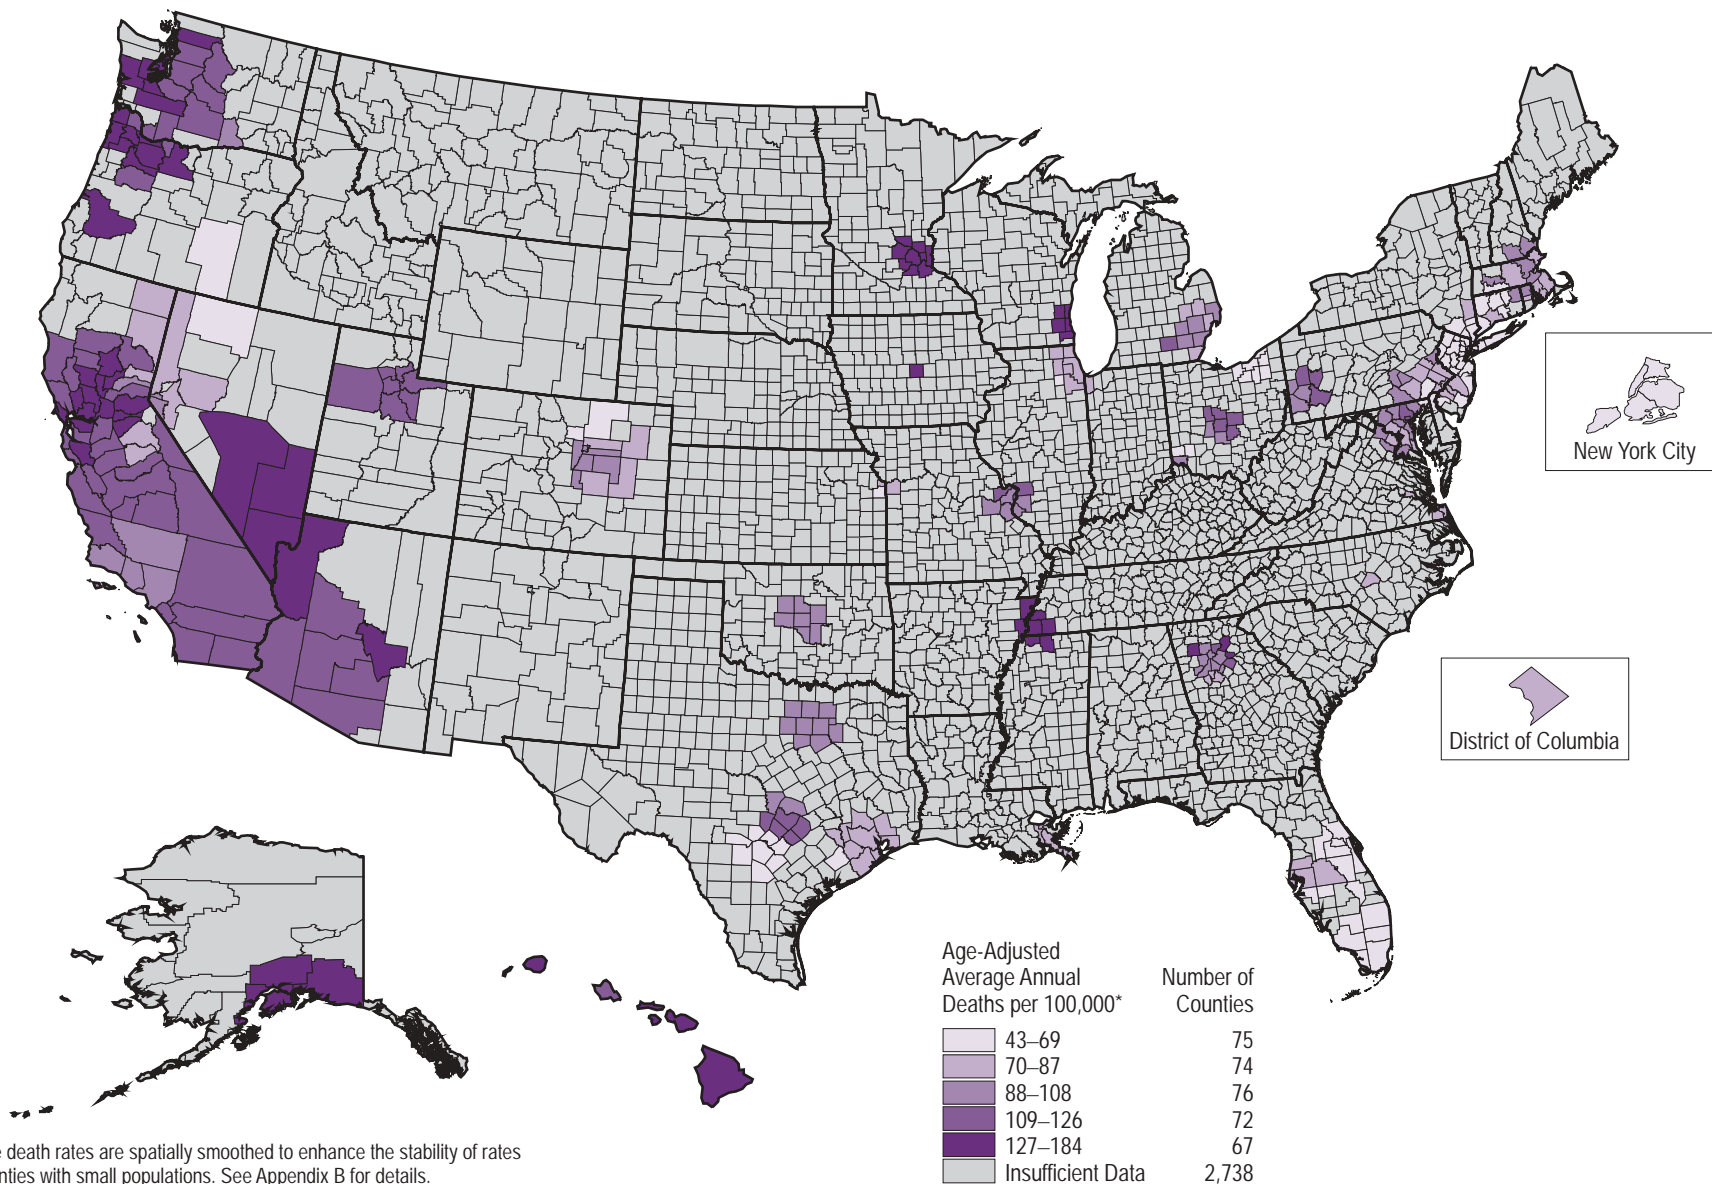 New York City
District of Columbia
Age-Adjusted
Average Annual Number of
Deaths per 100,000* Counties
43–69 75
70–87 74
88–108 76
109–126 72
127–184 67
Insufficient Data 2,738
death rates are spatially smoothed to enhance the stability of rates
with small populations. See Appendix B for details.